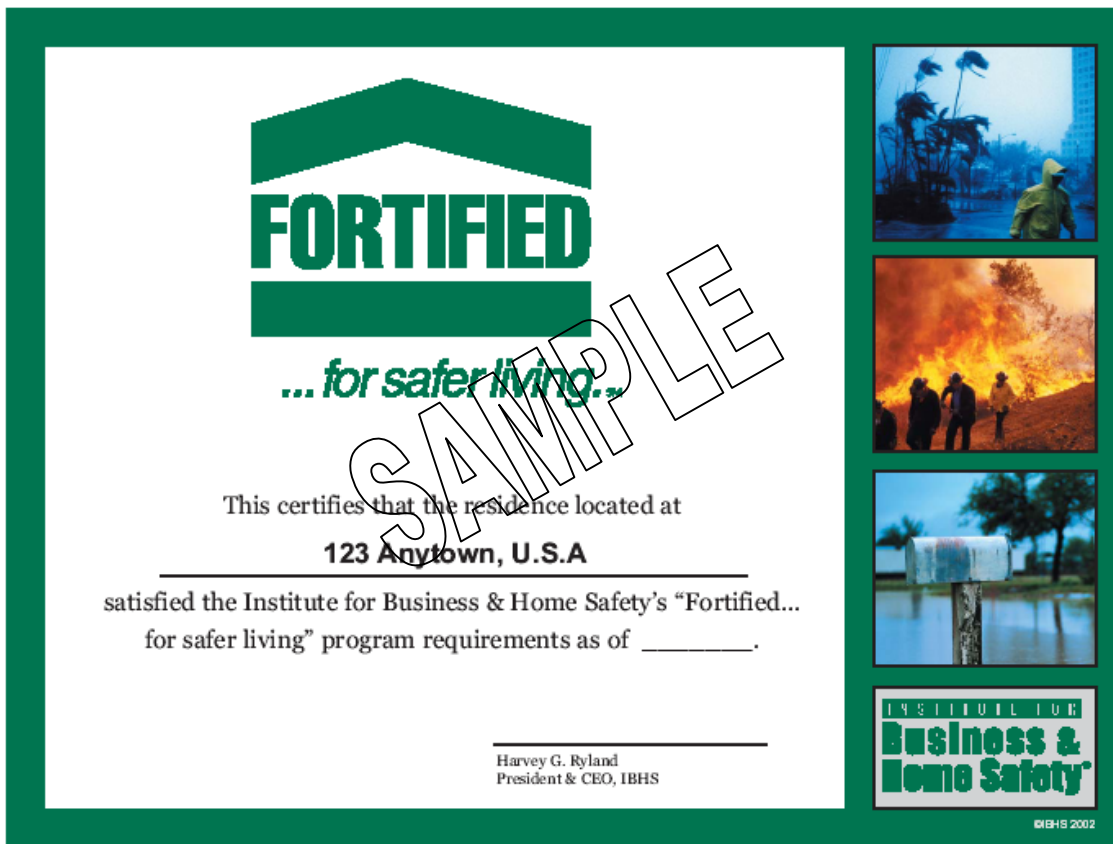 FORTIFIED
... for safer living. SM
SAMPLE
This certifies that the residence located at
123 Anytown, U.S.A
satisfied the Institute for Business & Home Safety’s “Fortified...
for safer living” program requirements as of _______.
Harvey G. Ryland
President & CEO, IBHS
INSTITUTE FOR
Business &
Home Safety®
©IBHS 2002